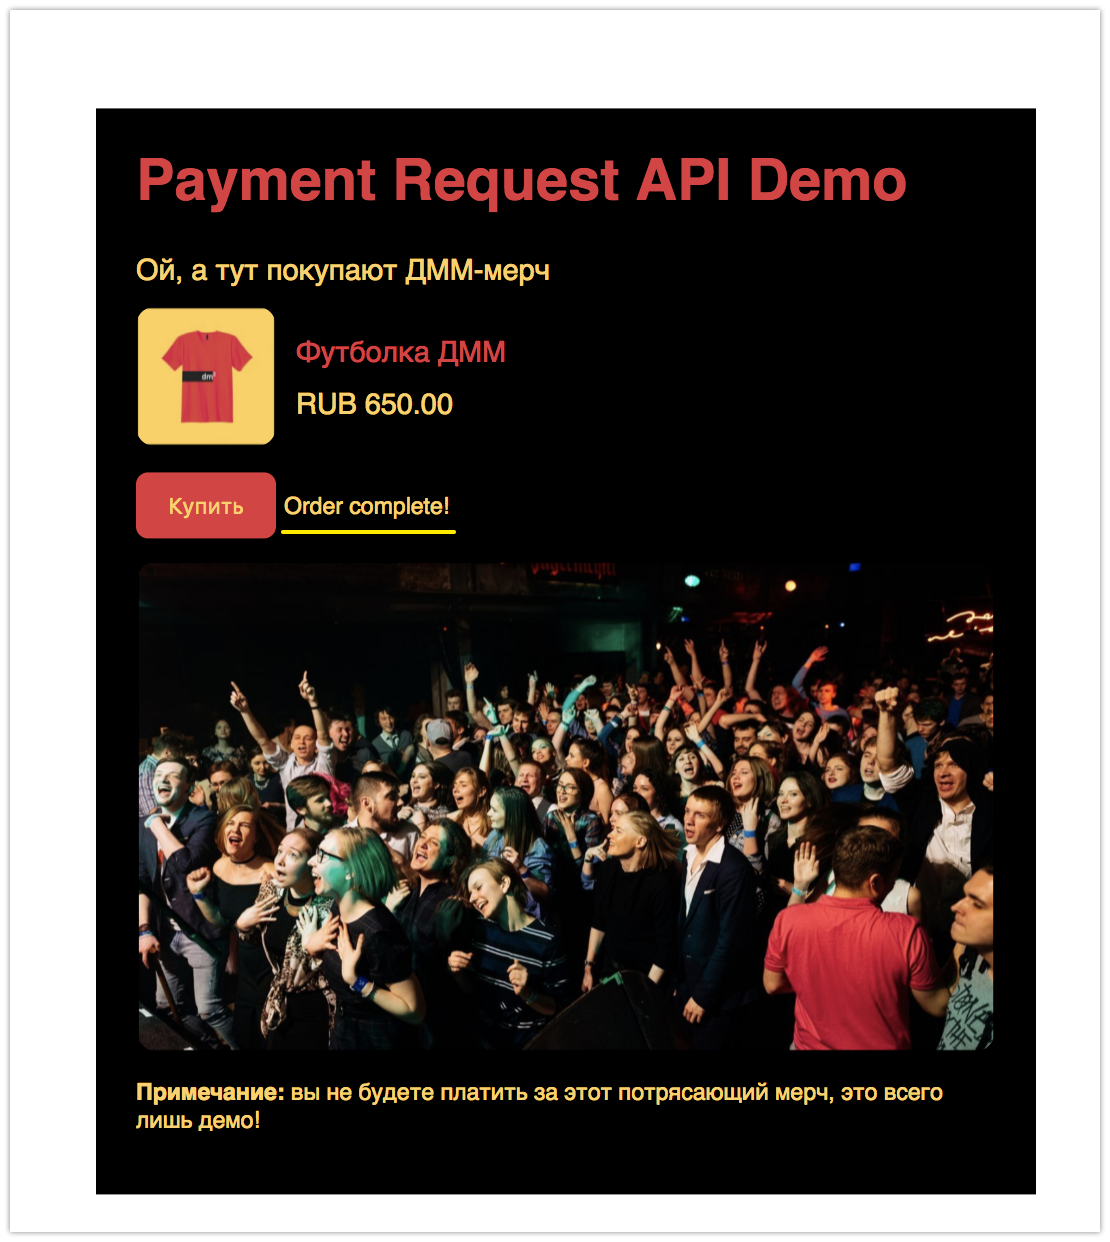 Payment Request API Demo
Ой, а тут покупают ДММ-мерч
dm
Футболка ДММ
RUB 650.00
Купить
Order complete!
Примечание: вы не будете платить за этот потрясающий мерч, это всего
лишь демо!